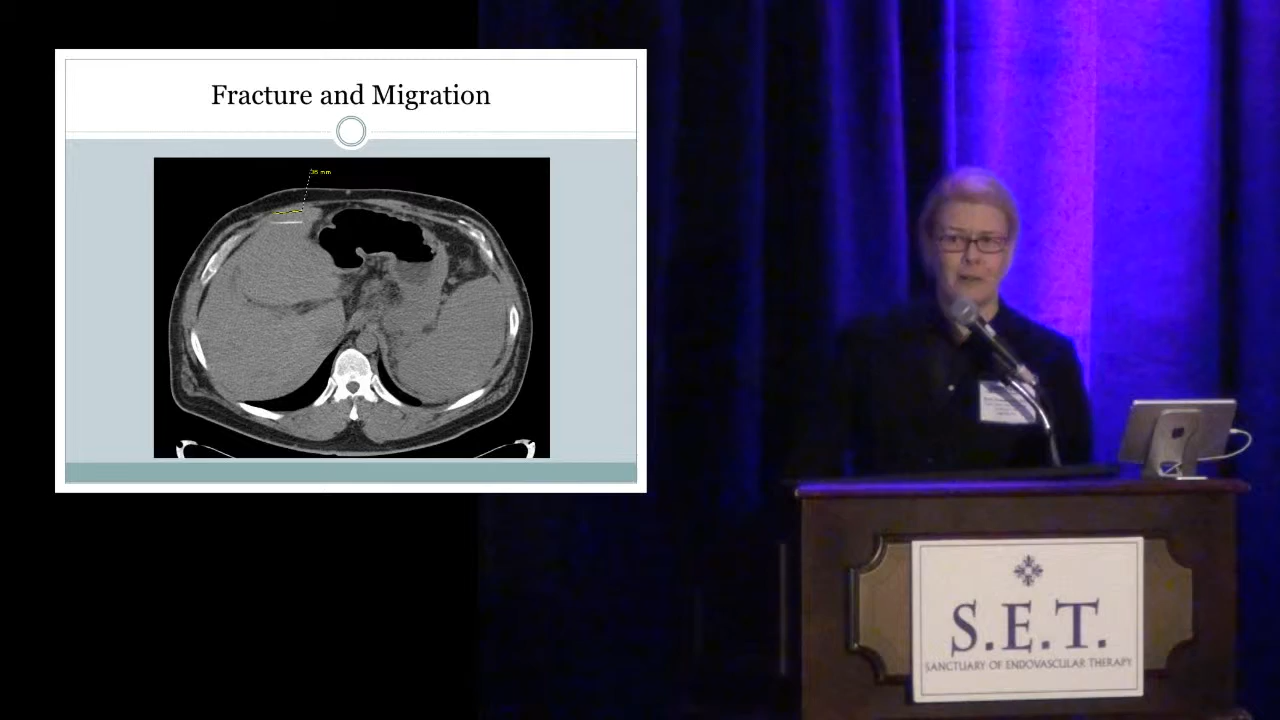 Fracture and Migration
S.E.T.
SANCTUARY OF ENDOVASCULAR THERAPY